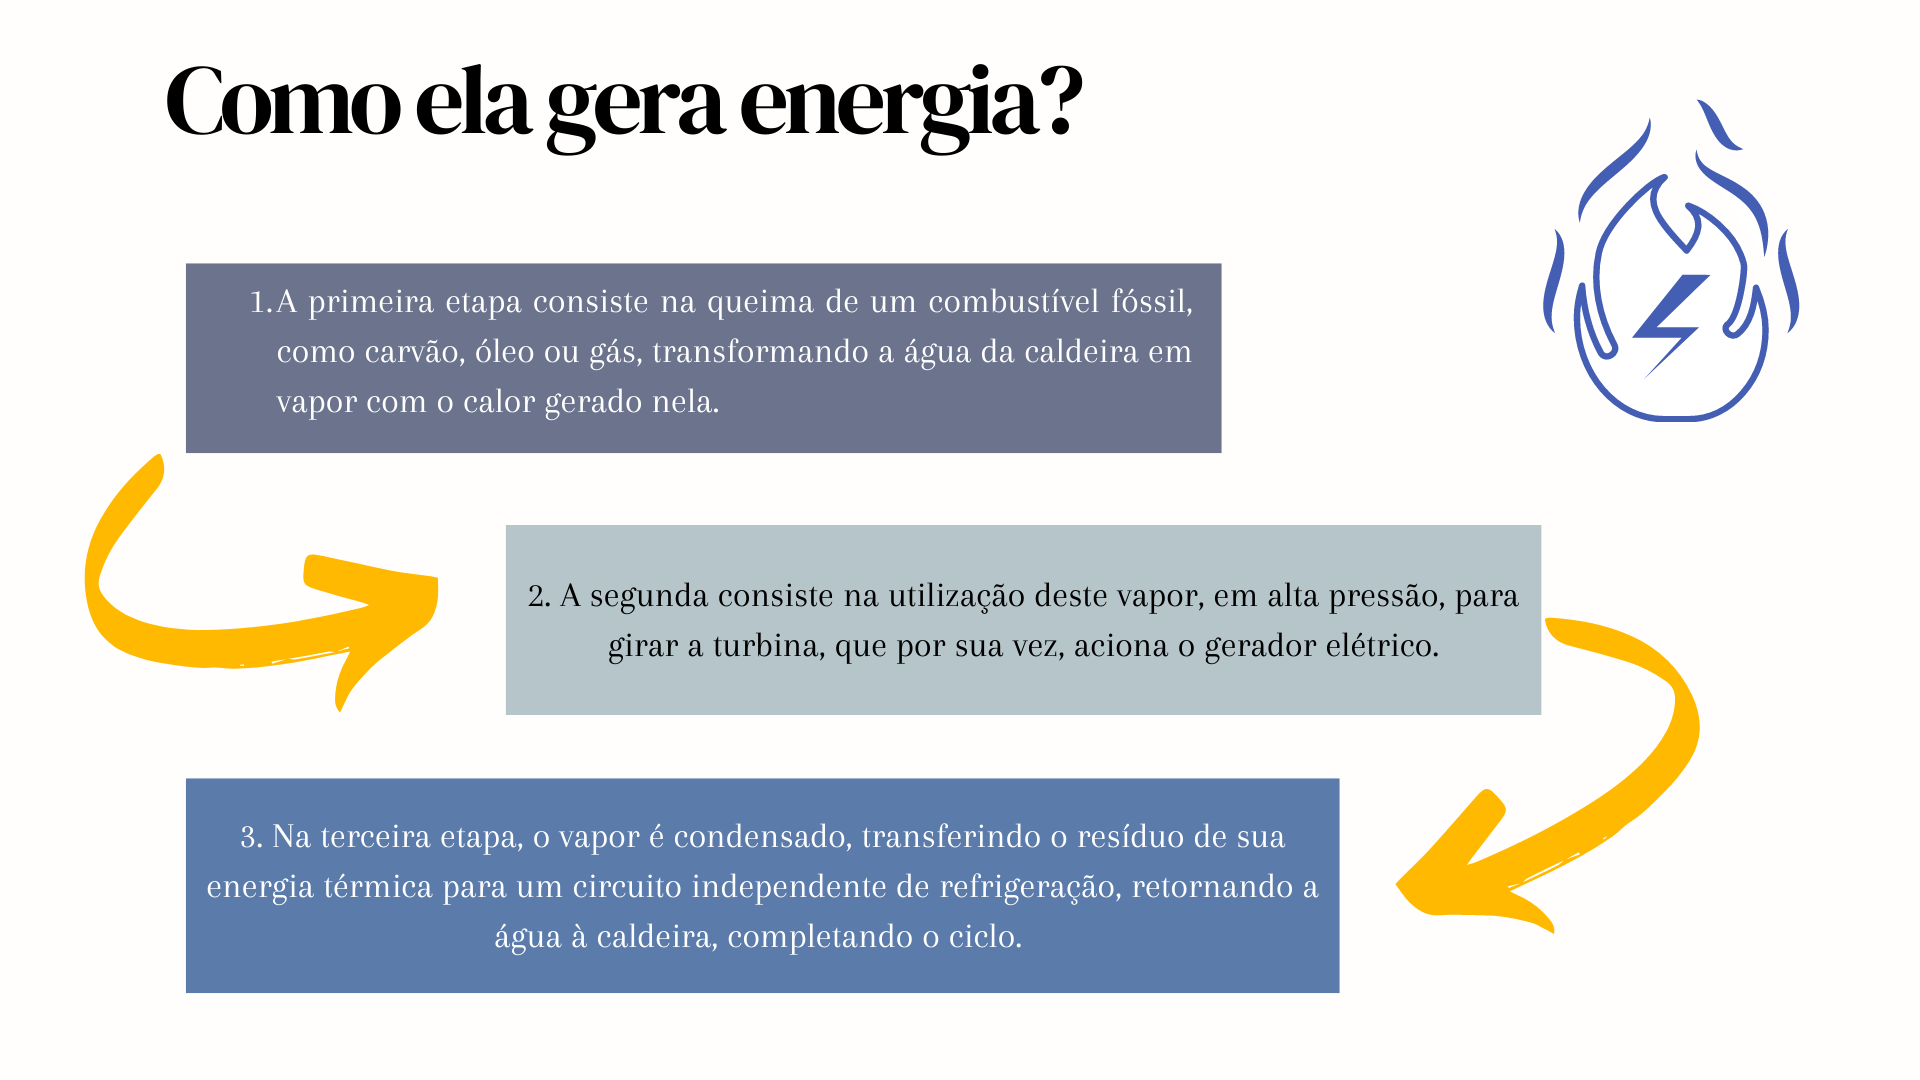 Como ela gera energia?
1. A primeira etapa consiste na queima de um combustível fóssil,
como carvão, óleo ou gás, transformando a água da caldeira em
vapor com o calor gerado nela.
2. A segunda consiste na utilização deste vapor, em alta pressão, para
girar a turbina, que por sua vez, aciona o gerador elétrico.
3. Na terceira etapa, o vapor é condensado, transferindo o resíduo de sua
energia térmica para um circuito independente de refrigeração, retornando a
água à caldeira, completando o ciclo.